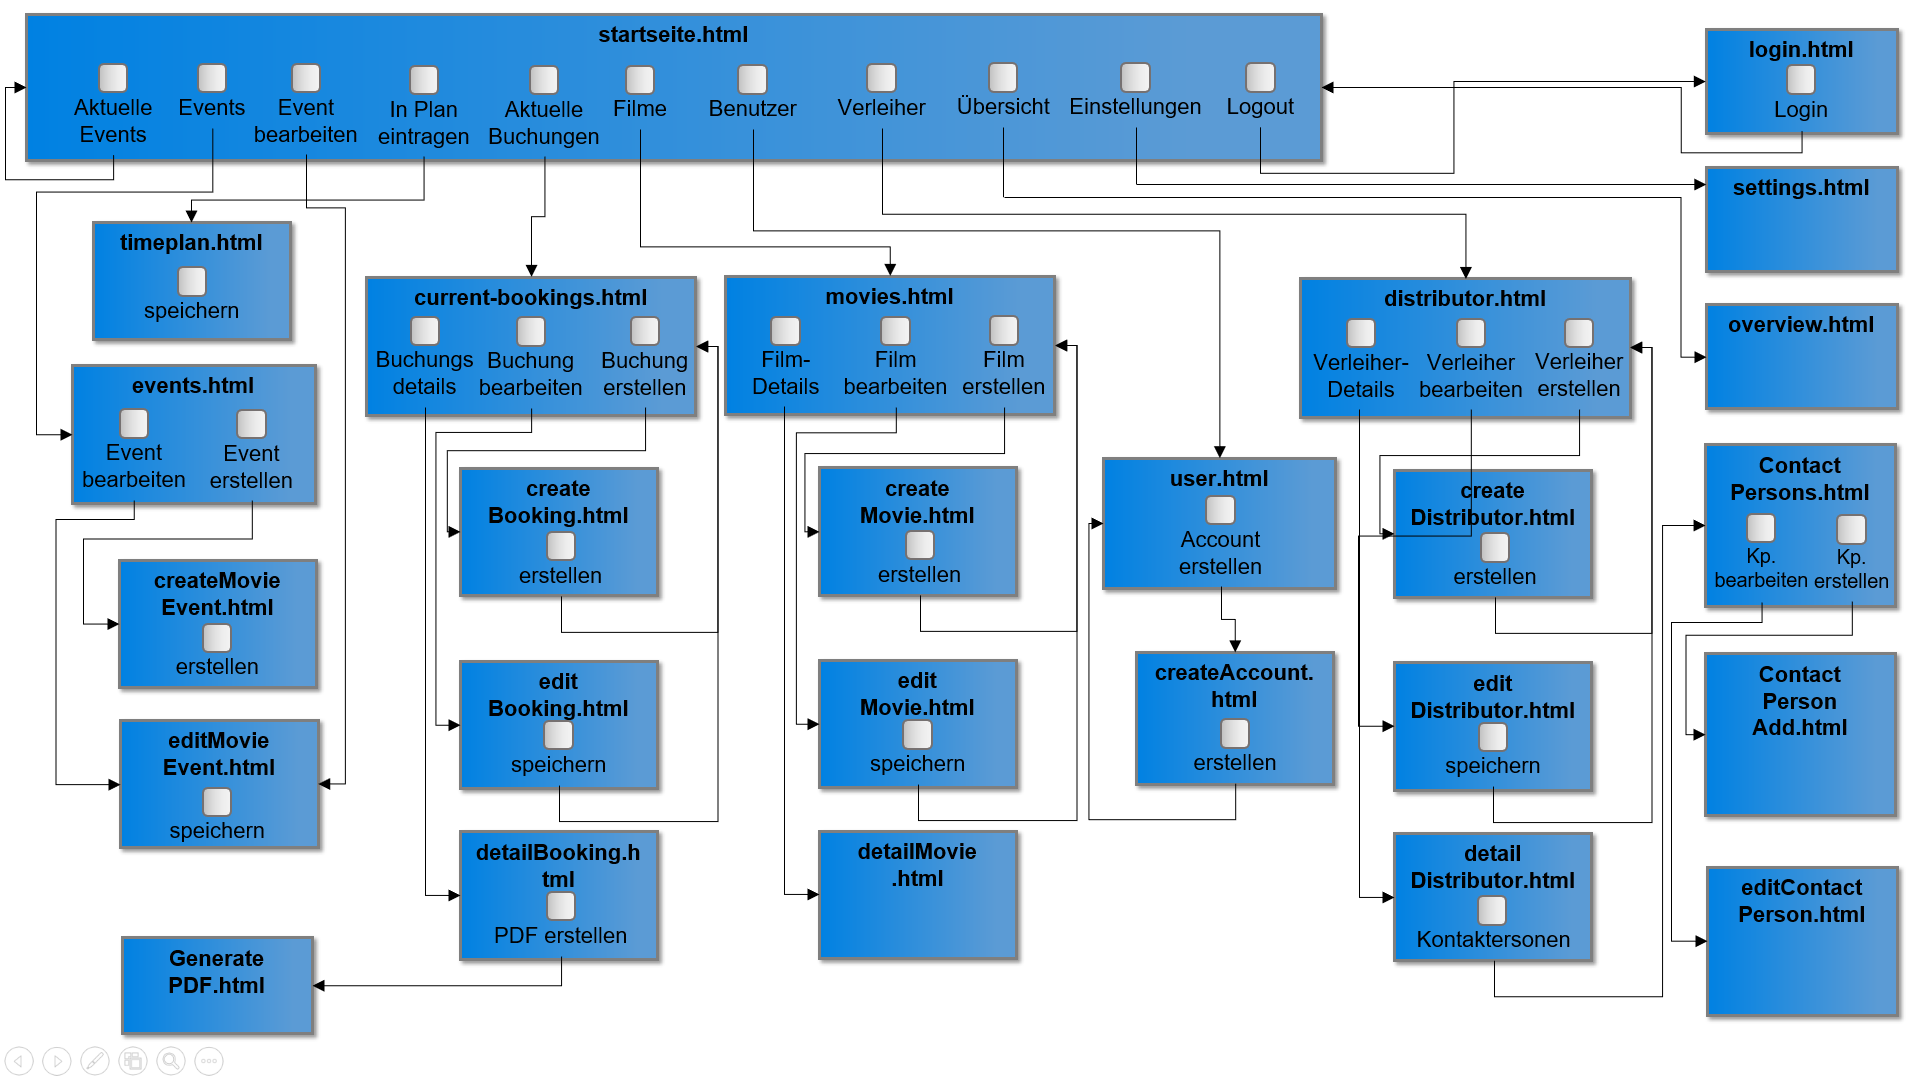 startseite.html
Aktuelle
Events
Events
Event
bearbeiten
In Plan
eintragen
Aktuelle
Buchungen
Filme
Benutzer
Verleiher
Übersicht
Einstellungen
Logout
login.html
Login
settings.html
overview.html
timeplan.html
speichern
events.html
Event
bearbeiten
Event
erstellen
createMovie
Event.html
erstellen
editMovie
Event.html
speichern
Generate
PDF.html
current-bookings.html
Buchungs
details
Buchung
bearbeiten
Buchung
erstellen
create
Booking.html
erstellen
edit
Booking.html
speichern
detailBooking.h
tml
PDF erstellen
movies.html
Film-
Details
Film
bearbeiten
Film
erstellen
create
Movie.html
erstellen
edit
Movie.html
speichern
detailMovie
.html
user.html
Account
erstellen
createAccount.
html
erstellen
distributor.html
Verleiher-
Details
Verleiher
bearbeiten
Verleiher
erstellen
create
Distributor.html
erstellen
edit
Distributor.html
speichern
detail
Distributor.html
Kontaktersonen
Contact
Persons.html
Kp.
bearbeiten
Kp.
erstellen
Contact
Person
Add.html
editContact
Person.html